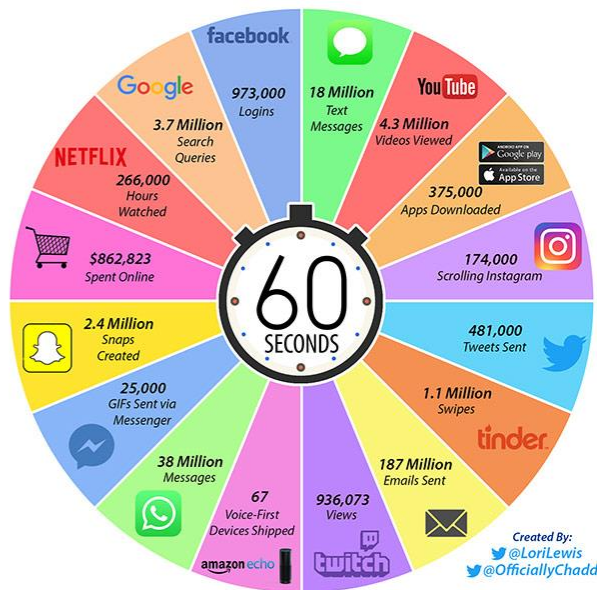 facebook
973,000
Logins
18 Million
Text
Messages
YouTube
4.3 Million
Videos Viewed
ANDROID APP ON
Google play
Available on the
App Store
375,000
Apps Downloaded
174,000
Scrolling Instagram
481,000
Tweets Sent
1.1 Million
Swipes
tinder
187 Million
Emails Sent
936,073
Views
twitch
67
Voice-First
Devices Shipped
amazon echo
38 Million
Messages
25,000
GIFs Sent via
Messenger
2.4 Million
Snaps
Created
$862,823
Spent Online
NETFLIX
266,000
Hours
Watched
Google
3.7 Million
Search
Queries
60
SECONDS
Created By:
@LoriLewis
@OfficiallyChadd